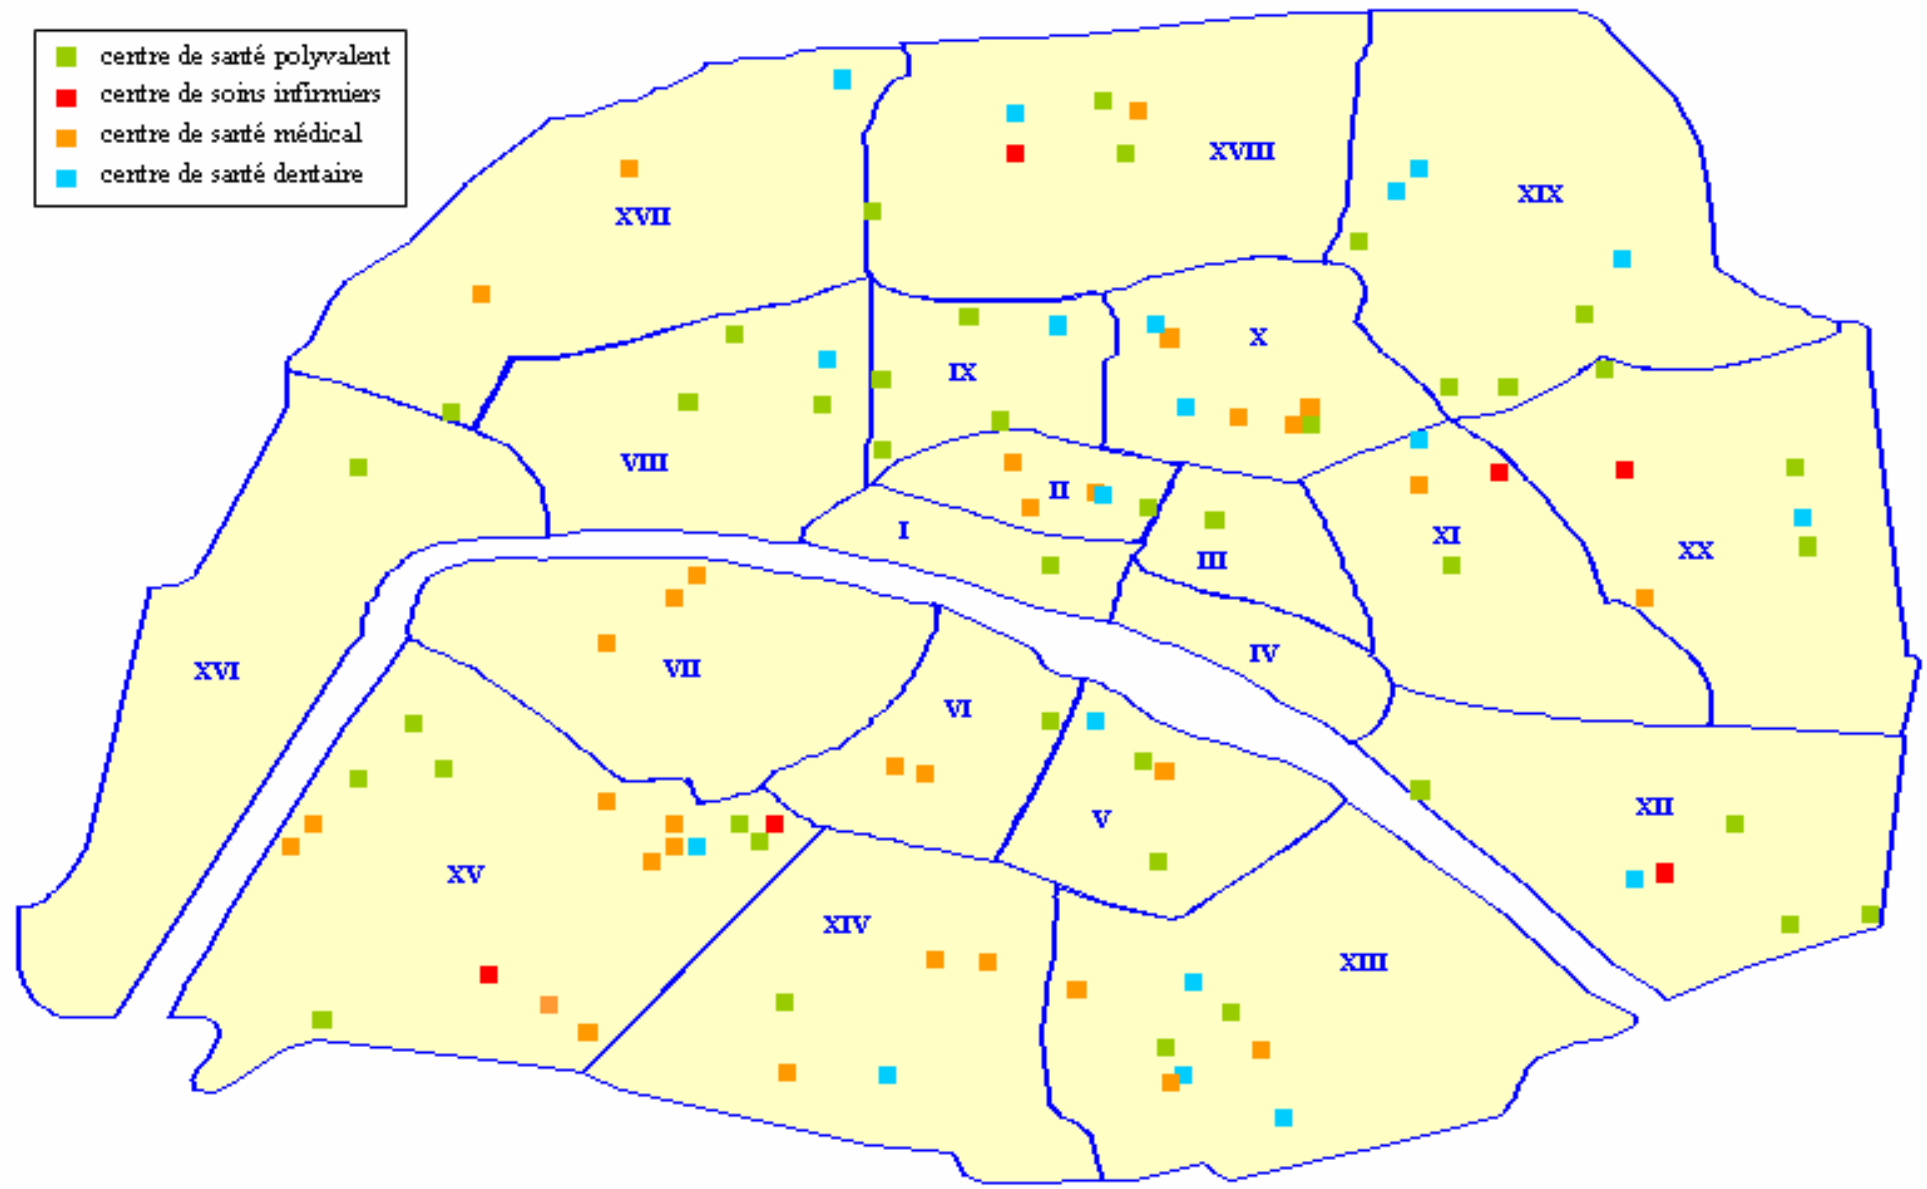 centre de santé polyvalent
centre de soins infirmiers
centre de santé médical
centre de santé dentaire
XVIII
XIX
XVII
X
IX
VIII
II
I
XI
III
XX
IV
XVI
VII
VI
XII
V
XV
XIV
XIII